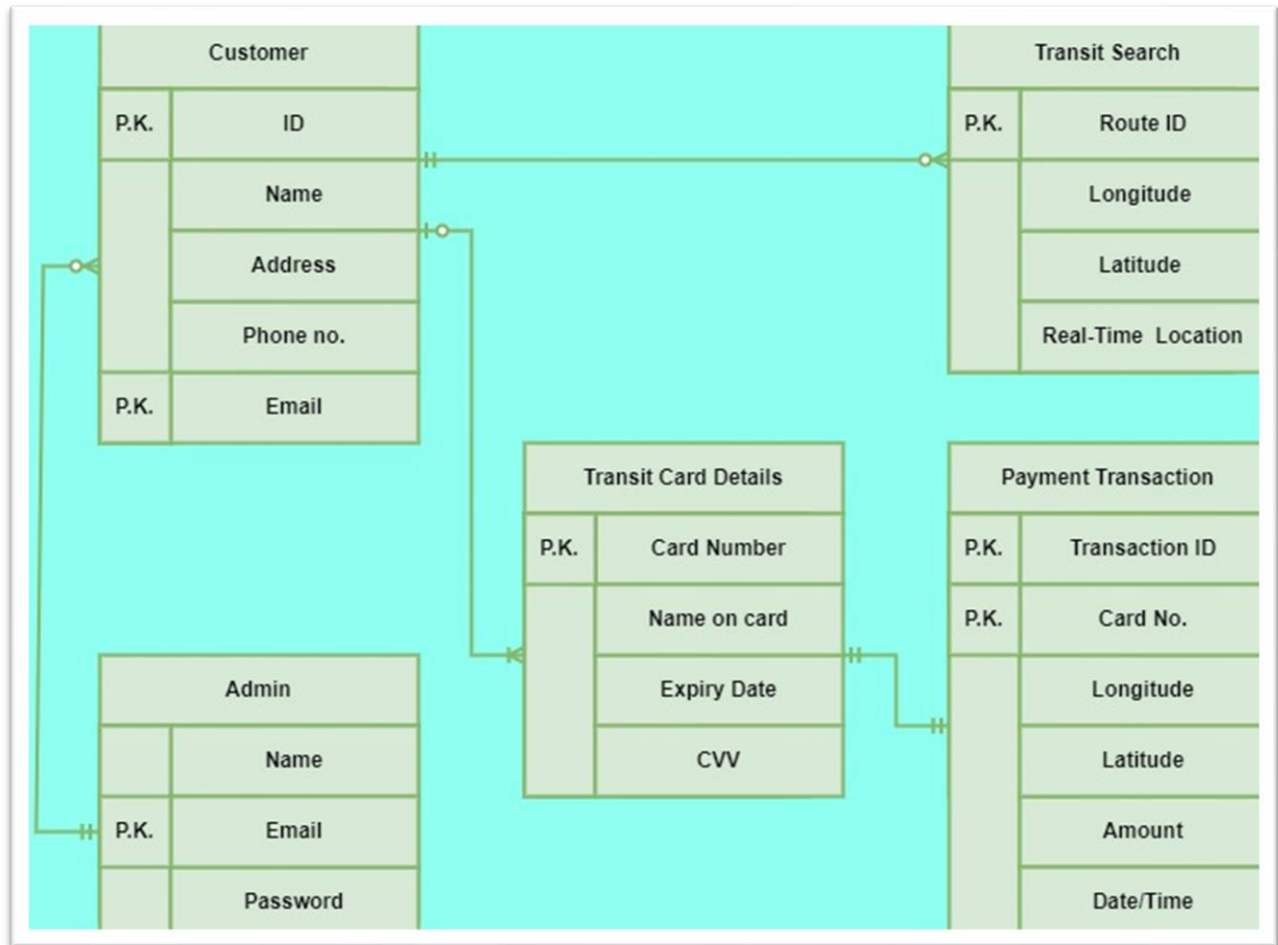 Customer
P.K. ID
Name
Address
Phone no.
P.K. Email
Transit Search
P.K. Route ID
Longitude
Latitude
Real-Time Location
Transit Card Details
P.K. Card Number
Name on card
Expiry Date
CVV
Payment Transaction
P.K. Transaction ID
P.K. Card No.
Longitude
Latitude
Amount
Date/Time
Admin
Name
P.K. Email
Password